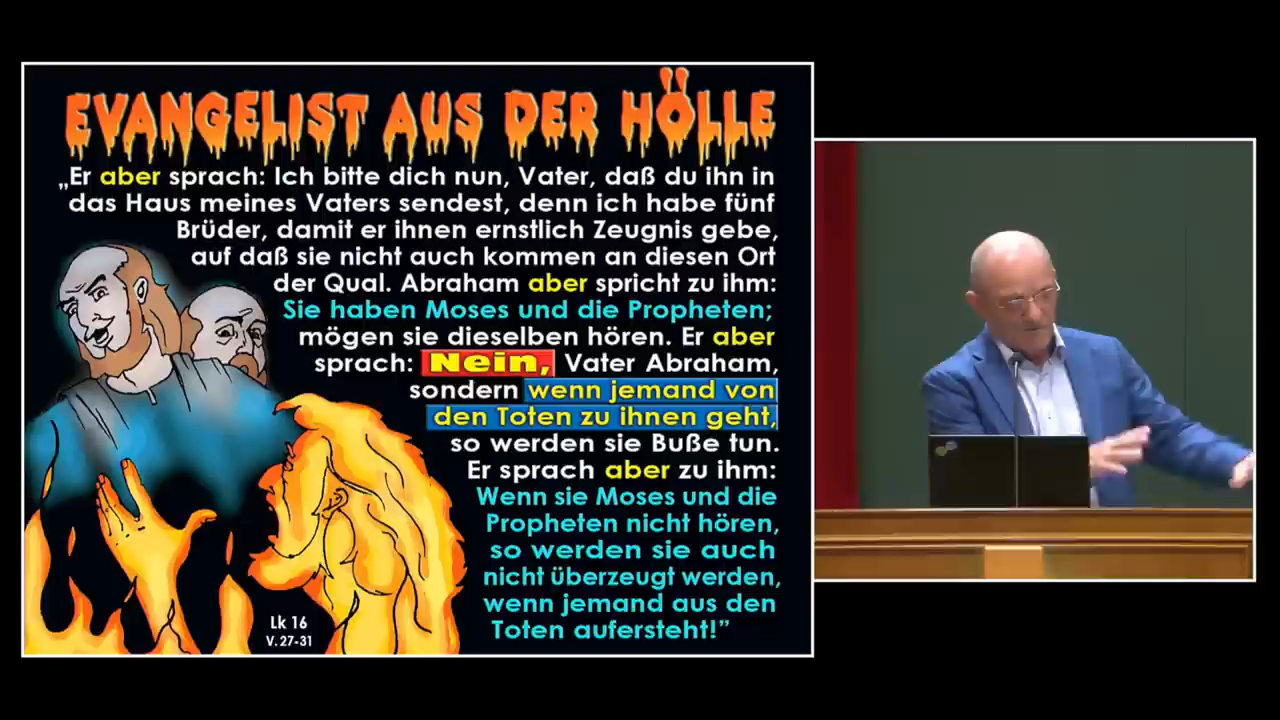 EVANGELIST AUS DER HÖLLE
„Er aber sprach: Ich bitte dich nun, Vater, daß du ihn in
das Haus meines Vaters sendest, denn ich habe fünf
Brüder, damit er ihnen ernstlich Zeugnis gebe,
auf daß sie nicht auch kommen an diesen Ort
der Qual. Abraham aber spricht zu ihm:
Sie haben Moses und die Propheten;
mögen sie dieselben hören. Er aber
sprach: Nein, Vater Abraham,
sondern wenn jemand von
den Toten zu ihnen geht,
so werden sie Buße tun.
Er sprach aber zu ihm:
Wenn sie Moses und die
Propheten nicht hören,
so werden sie auch
nicht überzeugt werden,
wenn jemand aus den
Toten aufersteht!”
Lk 16
V. 27-31